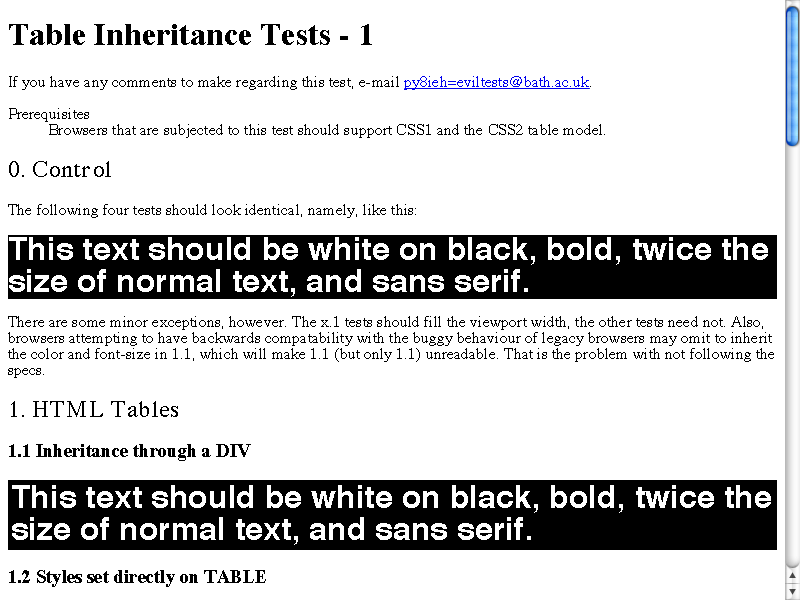 Table Inheritance Tests - 1
If you have any comments to make regarding this test, e-mail py8ieh=eviltests@bath.ac.uk.
Prerequisites
Browsers that are subjected to this test should support CSS1 and the CSS2 table model.
0. Control
The following four tests should look identical, namely, like this:
This text should be white on black, bold, twice the
size of normal text, and sans serif.
There are some minor exceptions, however. The x.1 tests should fill the viewport width, the other tests need not. Also,
browsers attempting to have backwards compatability with the buggy behaviour of legacy browsers may omit to inherit
the color and font-size in 1.1, which will make 1.1 (but only 1.1) unreadable. That is the problem with not following the
specs.
1. HTML Tables
1.1 Inheritance through a DIV
This text should be white on black, bold, twice the
size of normal text, and sans serif.
1.2 Styles set directly on TABLE